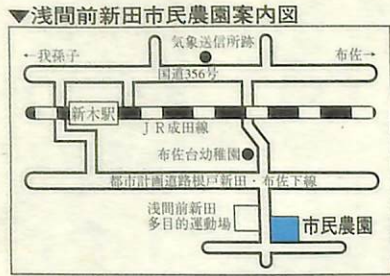 ▼浅間前新田市民農園案内図
気象送信所跡
←我孫子
布佐→
国道356号
新木駅
JR成田線
布佐台幼稚園
都市計画道路根戸新田・布佐下線
浅間前新田
多目的運動場
市民農園